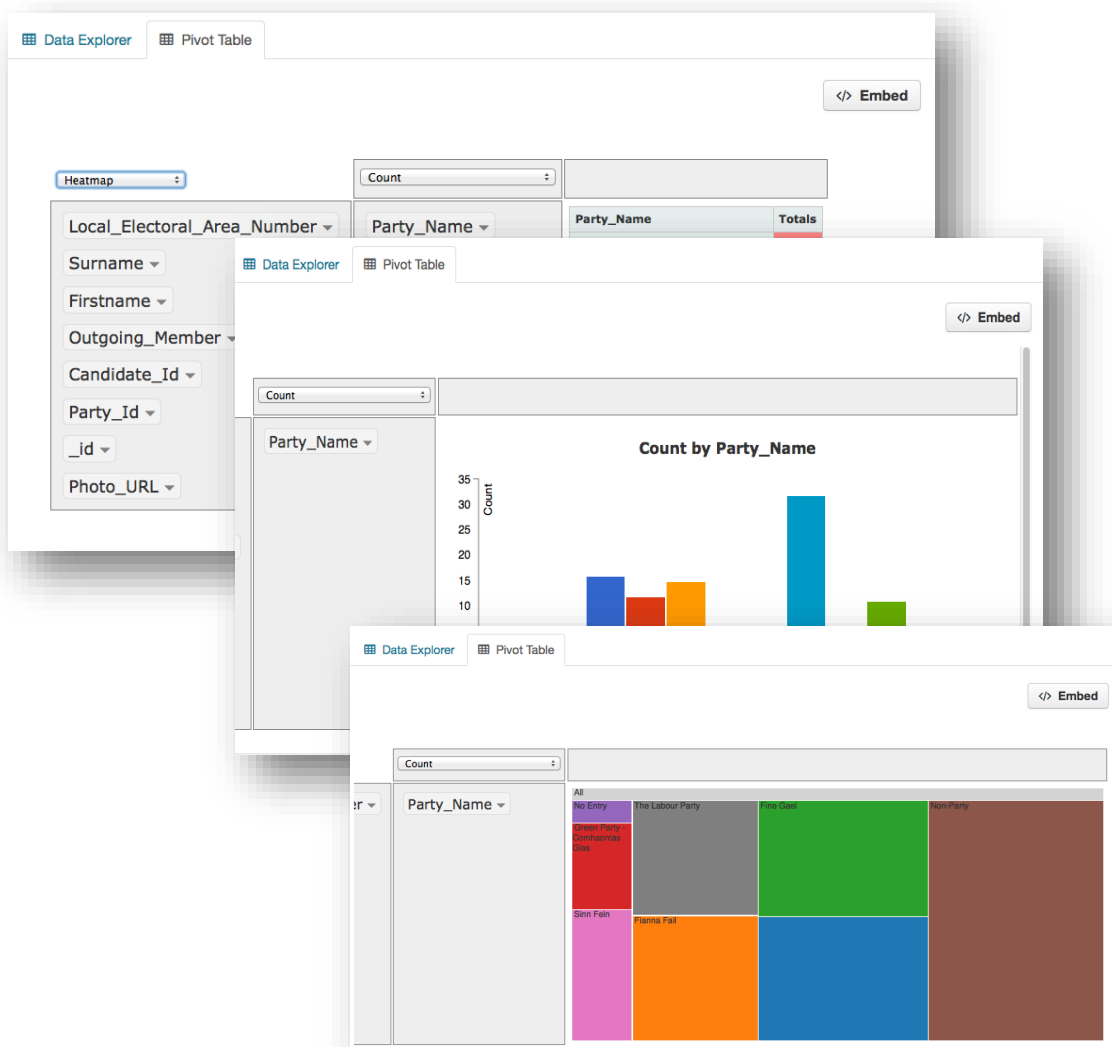 Data Explorer
Pivot Table
</> Embed
Heatmap
Count
Local_Electoral_Area_Number
Party_Name
Party_Name
Totals
Surname
Firstname
Outgoing_Member
Candidate_Id
Party_Id
_id
Photo_URL
Data Explorer
Pivot Table
</> Embed
Count
Party_Name
Count by Party_Name
Count
35
30
25
20
15
10
Data Explorer
Pivot Table
</> Embed
Count
er
Party_Name
All
No Entry
The Labour Party
Fine Gael
Non-Party
Green Party -
Comhaontas
Glas
Sinn Fein
Fianna Fail